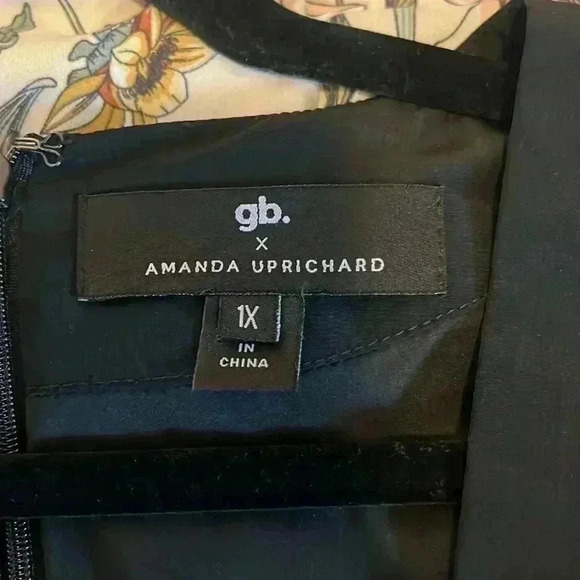 gb.
X
AMANDA UPRICHARD
1X
IN
CHINA